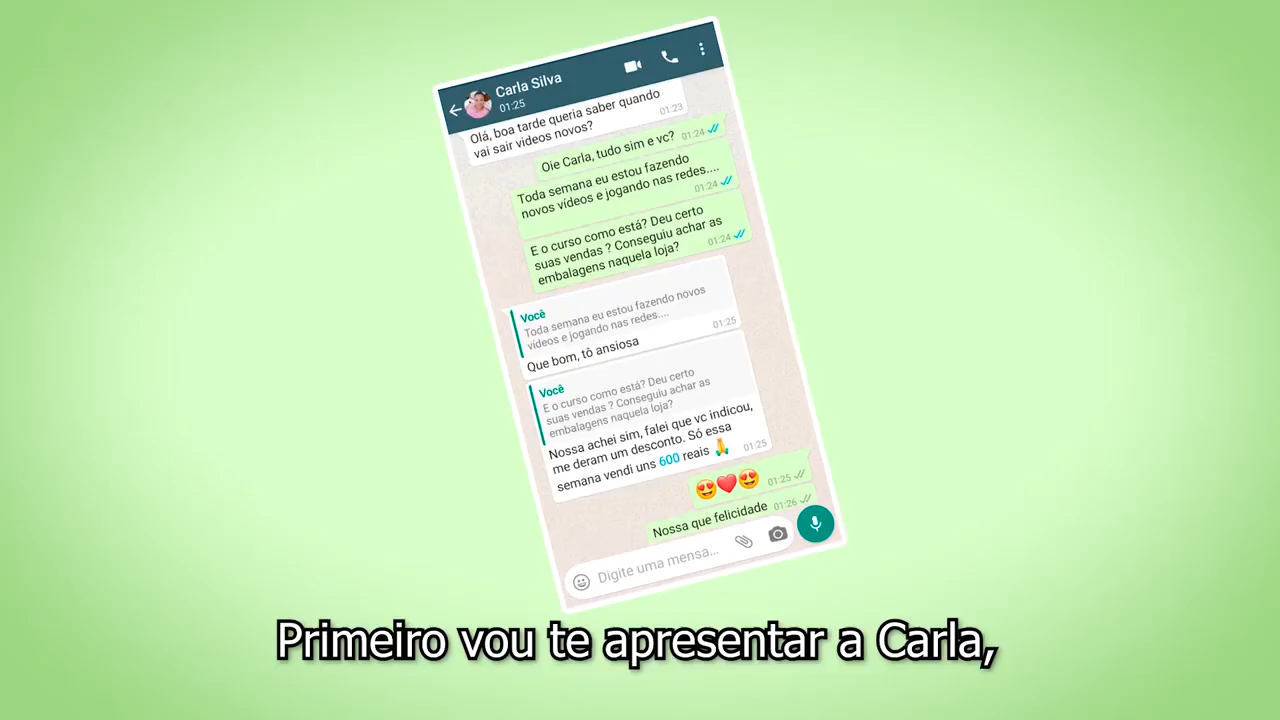 Carla Silva
01:25
Olá, boa tarde queria saber quando
vai sair videos novos?
01:23
Oie Carla, tudo sim e vc?
01:24
Toda semana eu estou fazendo
novos vídeos e jogando nas redes....
01:24
E o curso como está? Deu certo
suas vendas ? Conseguiu achar as
embalagens naquela loja?
01:24
Você
Toda semana eu estou fazendo novos
vídeos e jogando nas redes....
Que bom, tô ansiosa
01:25
Você
E o curso como está? Deu certo
suas vendas ? Conseguiu achar as
embalagens naquela loja?
Nossa achei sim, falei que vc indicou,
me deram um desconto. Só essa
semana vendi uns 600 reais 🙏
01:25
😍❤️😍
01:25
Nossa que felicidade
01:26
Digite uma mensa...
Primeiro vou te apresentar a Carla,